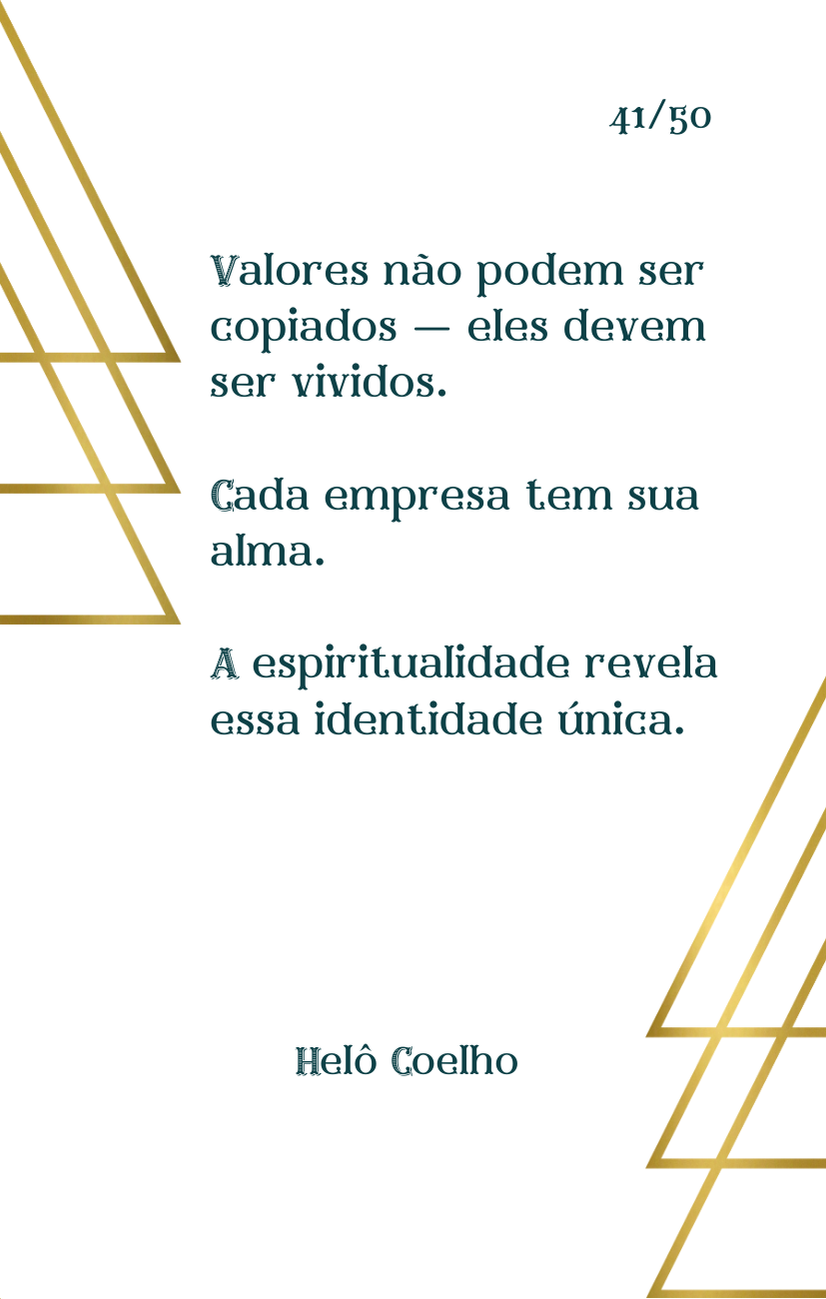 41/50
Valores não podem ser
copiados — eles devem
ser vividos.
Cada empresa tem sua
alma.
A espiritualidade revela
essa identidade única.
Helô Coelho